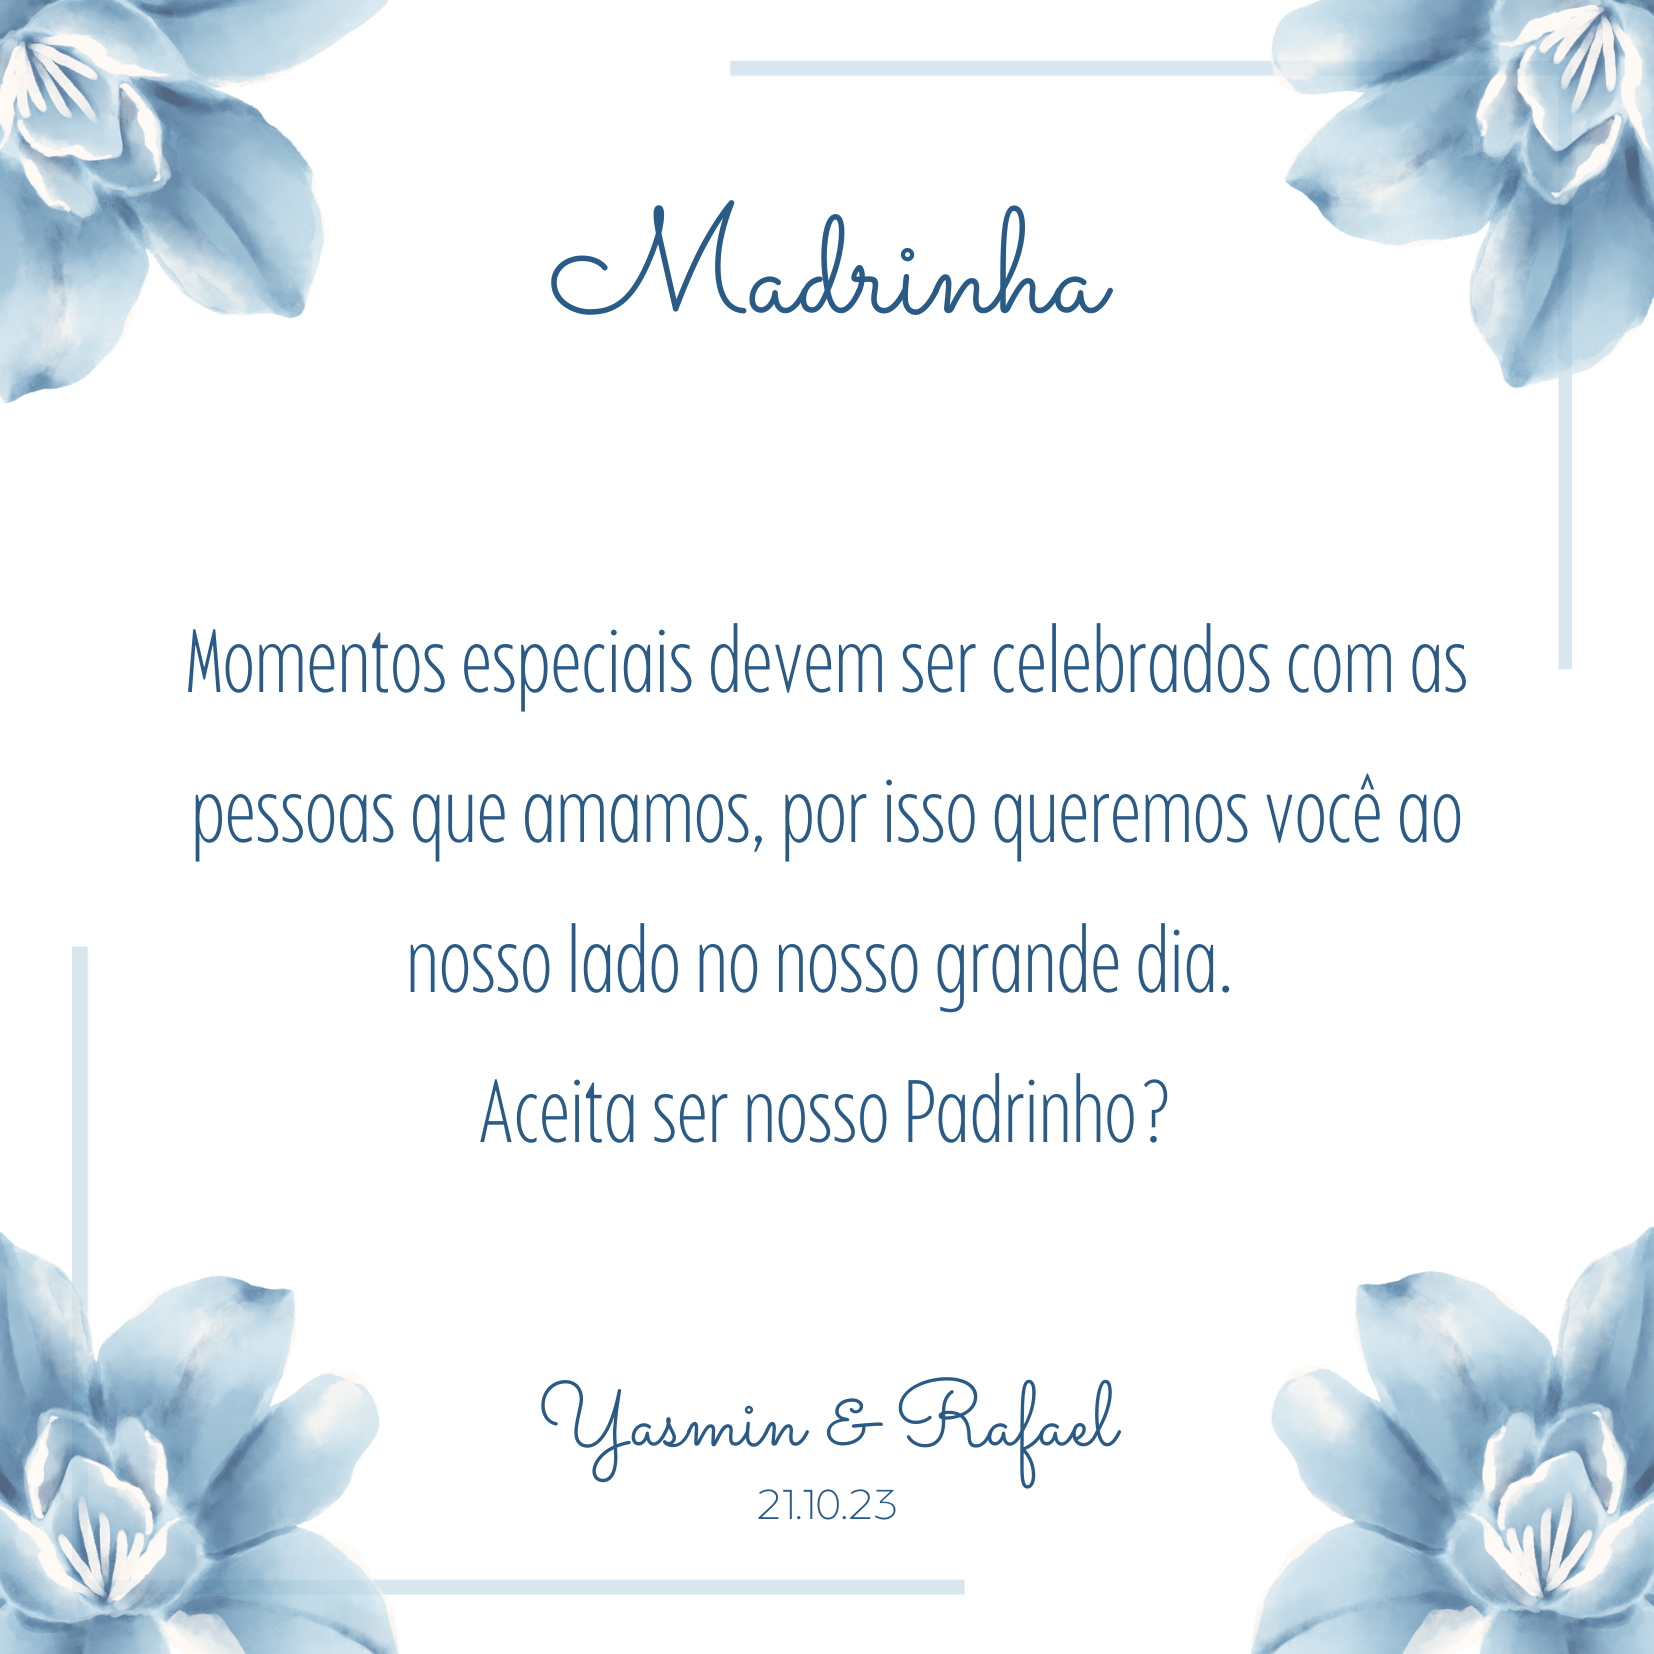 Madrinha
Momentos especiais devem ser celebrados com as
pessoas que amamos, por isso queremos você ao
nosso lado no nosso grande dia.
Aceita ser nosso Padrinho?
Yasmin & Rafael
21.10.23